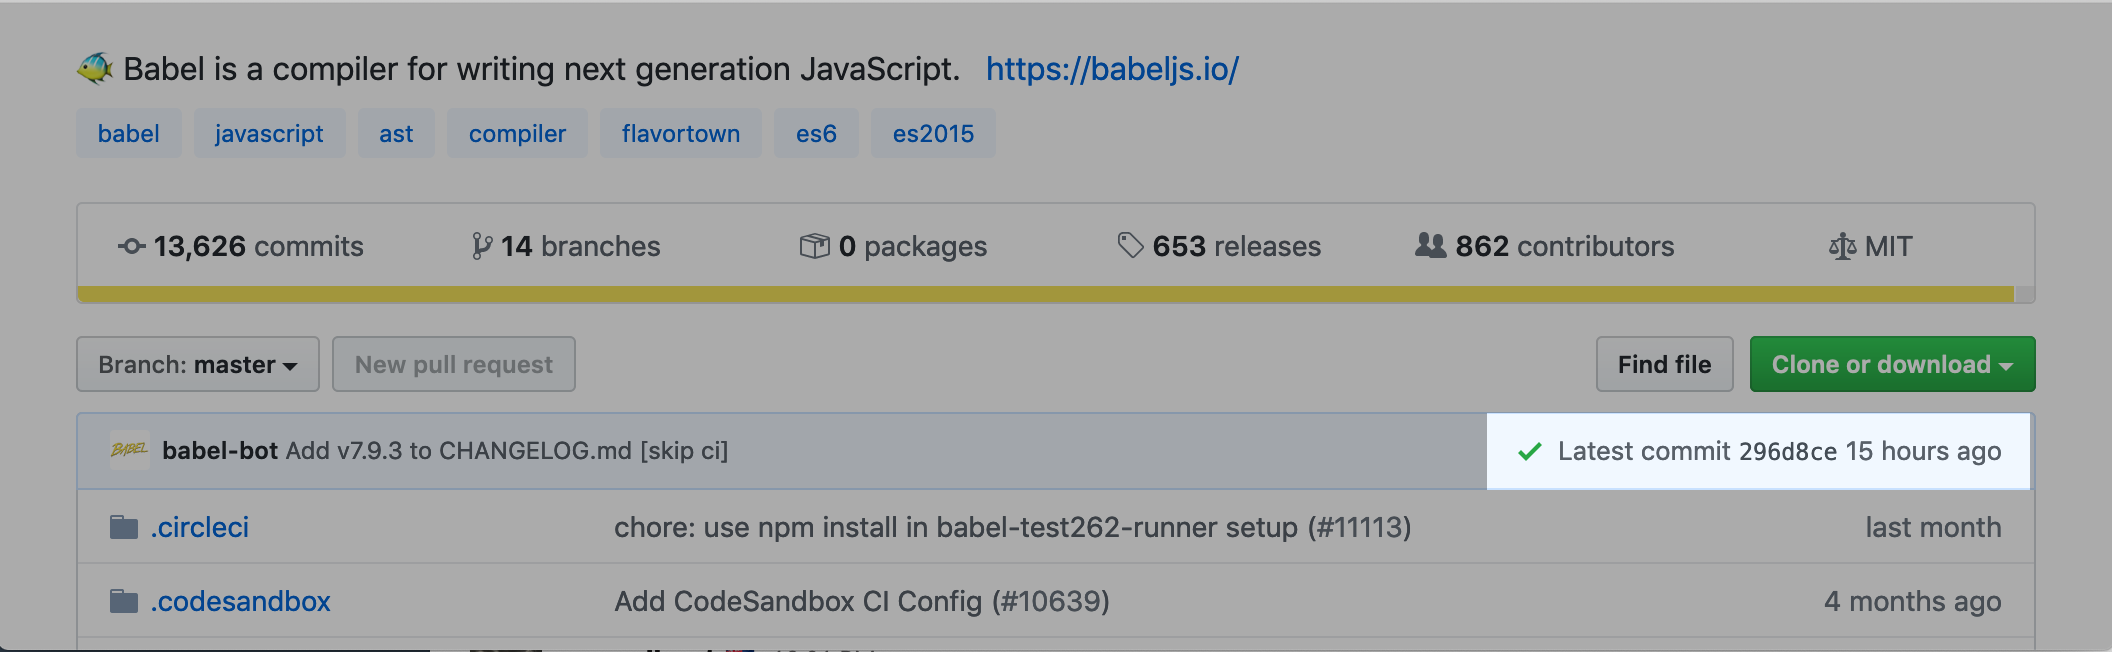 Babel is a compiler for writing next generation JavaScript. https://babeljs.io/
babel javascript ast compiler flavortown es6 es2015
13,626 commits 14 branches 0 packages 653 releases 862 contributors MIT
Branch: master New pull request Find file Clone or download
BABEL babel-bot Add v7.9.3 to CHANGELOG.md [skip ci] Latest commit 296d8ce 15 hours ago
.circleci chore: use npm install in babel-test262-runner setup (#11113) last month
.codesandbox Add CodeSandbox CI Config (#10639) 4 months ago